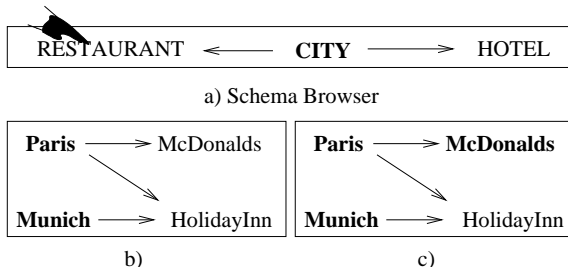 RESTAURANT CITY HOTEL
a) Schema Browser
Paris McDonalds
Munich HolidayInn
b)
Paris McDonalds
Munich HolidayInn
c)